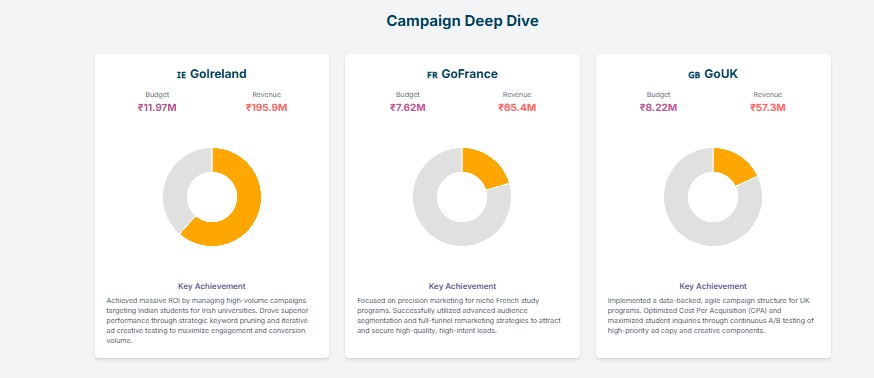 Campaign Deep Dive
IE GoIreland
Budget
Revenue
₹11.97M
₹195.9M
Key Achievement
Achieved massive ROI by managing high-volume campaigns
targeting Indian students for Irish universities. Drove superior
performance through strategic keyword pruning and iterative
ad creative testing to maximize engagement and conversion
volume.
FR GoFrance
Budget
Revenue
₹7.62M
₹65.4M
Key Achievement
Focused on precision marketing for niche French study
programs. Successfully utilized advanced audience
segmentation and full-funnel remarketing strategies to attract
and secure high-quality, high-intent leads.
GB GoUK
Budget
Revenue
₹8.22M
₹57.3M
Key Achievement
Implemented a data-backed, agile campaign structure for UK
programs. Optimized Cost Per Acquisition (CPA) and
maximized student inquiries through continuous A/B testing of
high-priority ad copy and creative components.